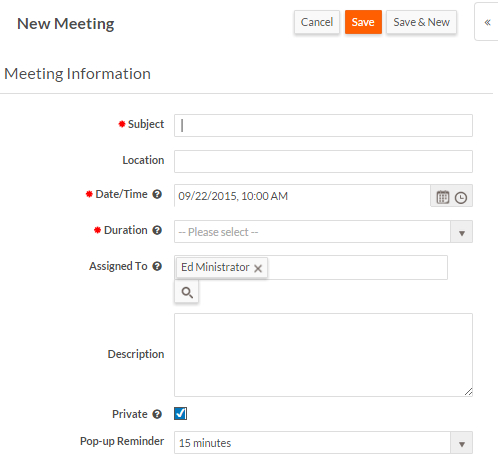 New Meeting
Cancel
Save
Save & New
«
Meeting Information
✷ Subject
Location
✷ Date/Time ?
09/22/2015, 10:00 AM
✷ Duration ?
-- Please select --
Assigned To ?
Ed Ministrator ×
Description
Private ?
Pop-up Reminder
15 minutes